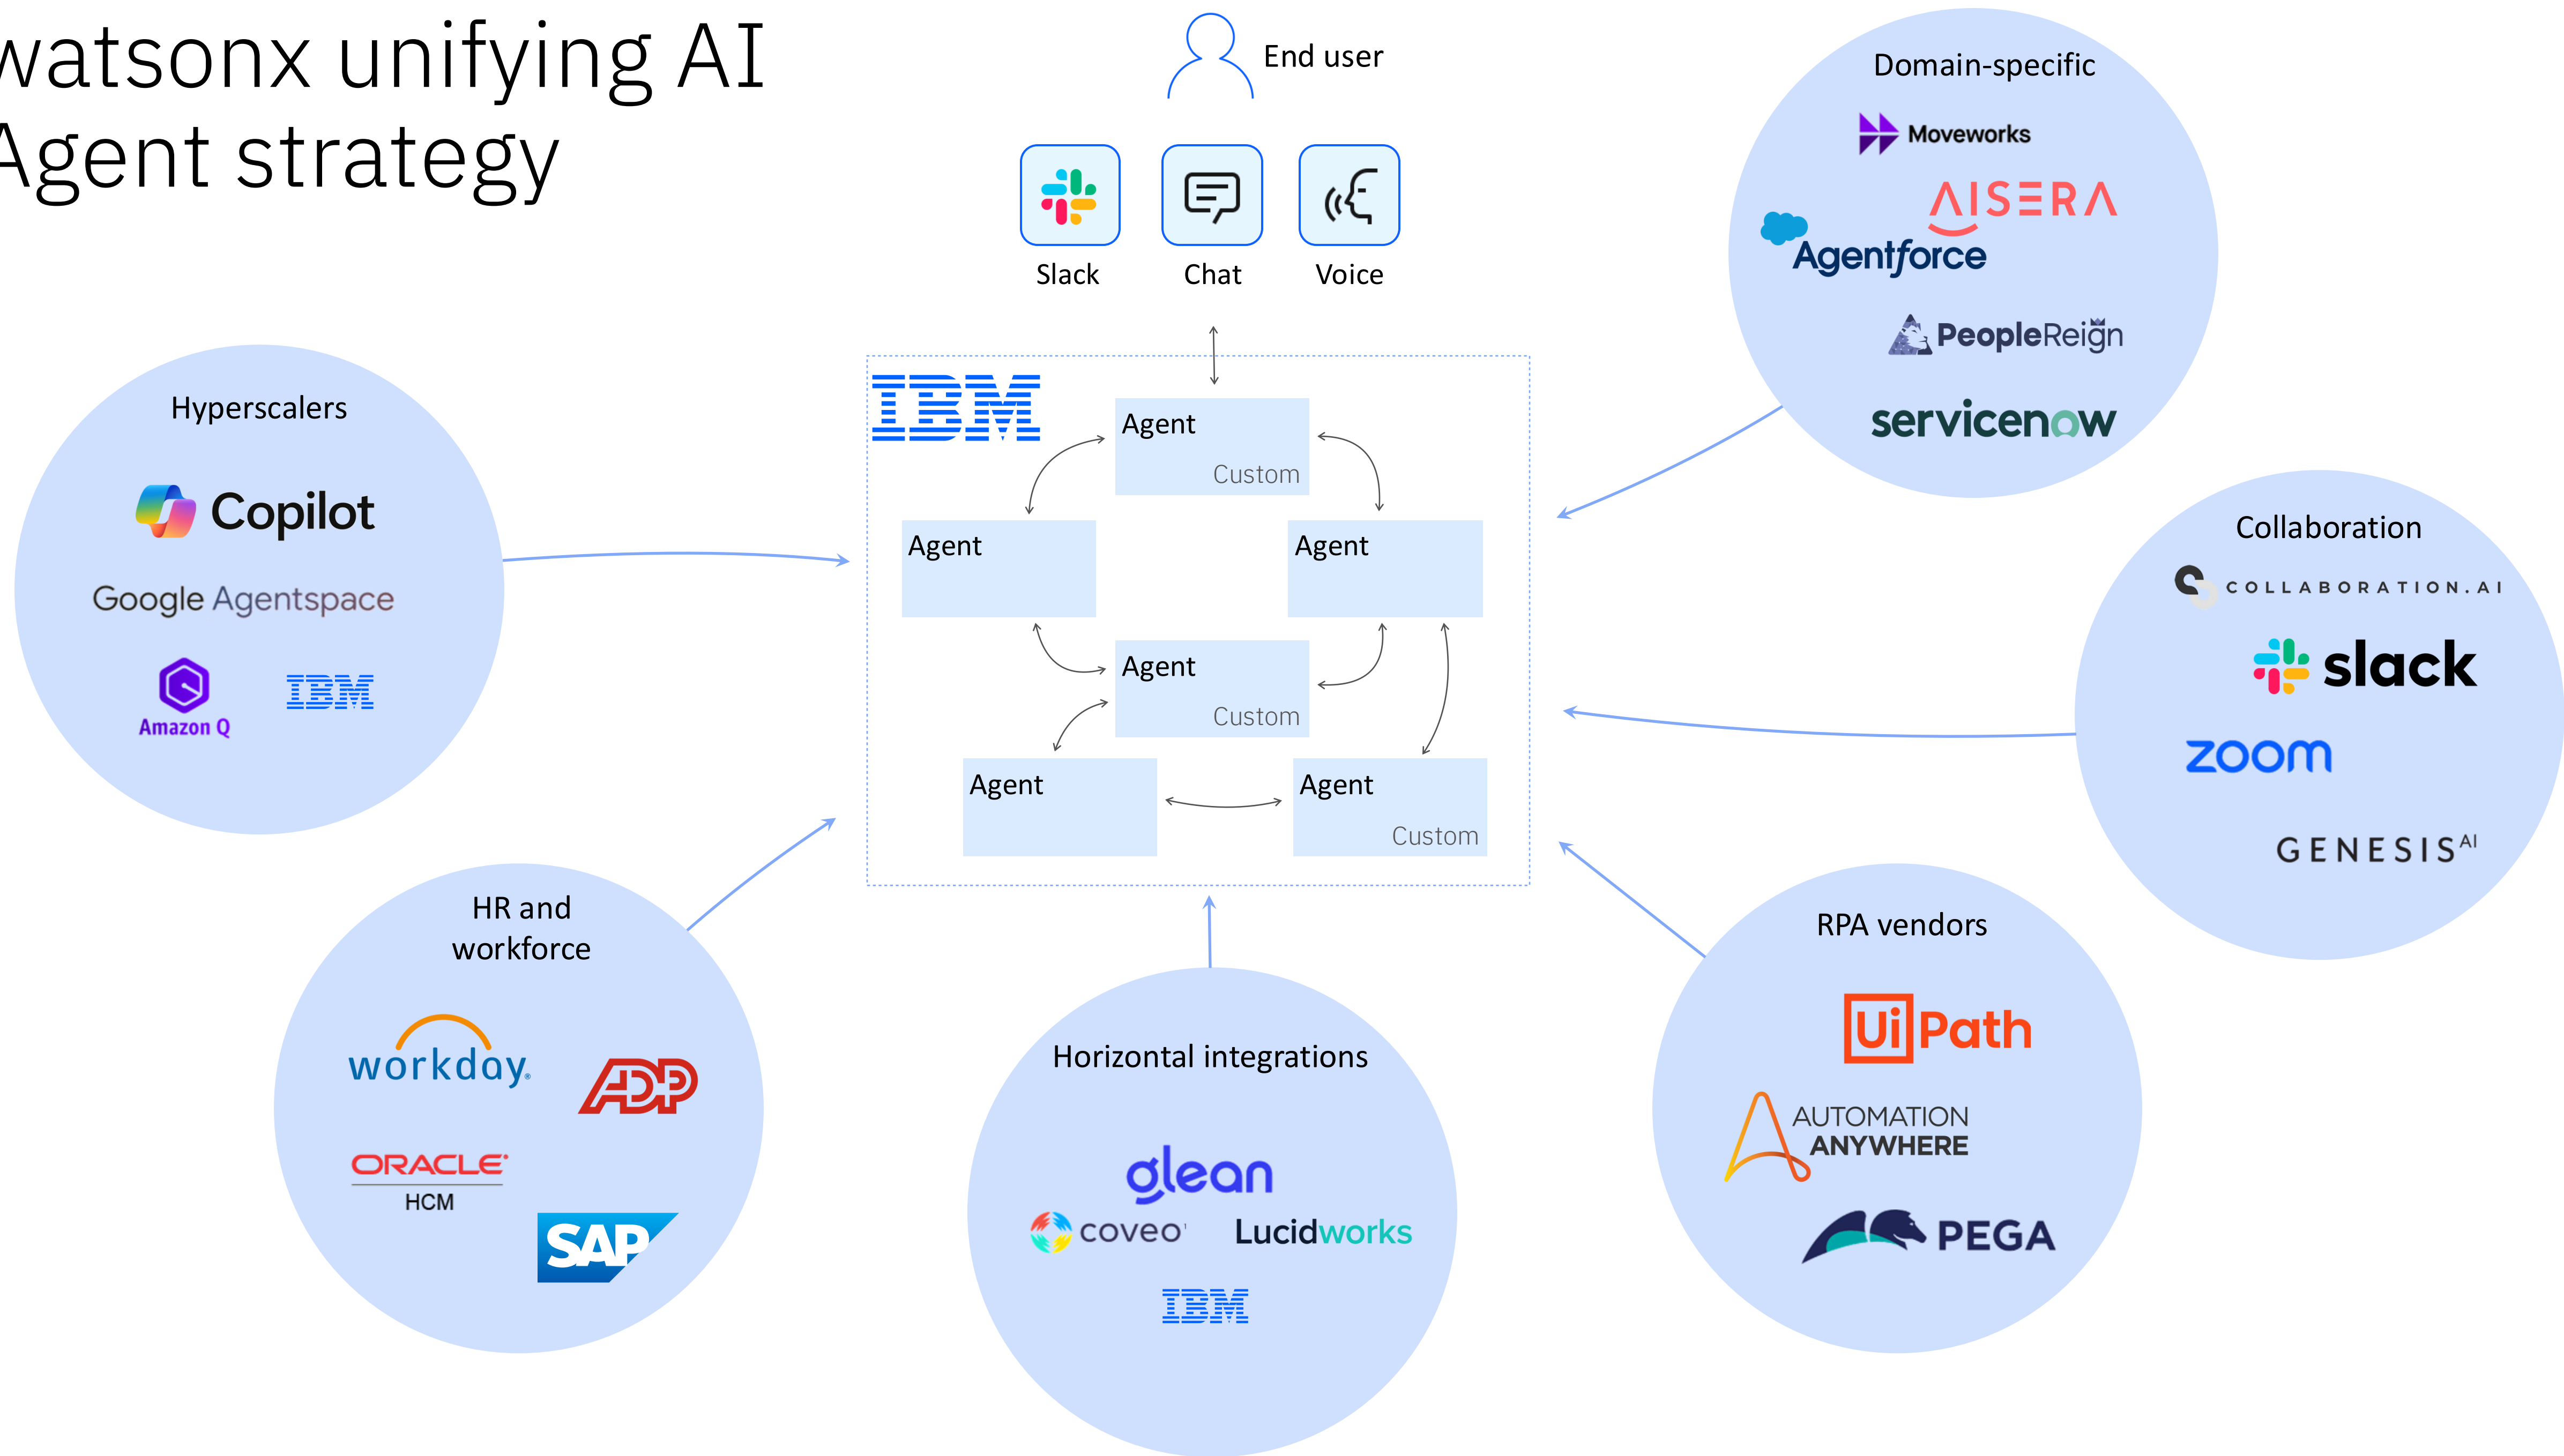 watsonx unifying AI
Agent strategy
End user
Slack
Chat
Voice
IBM
Agent
Custom
Agent
Agent
Agent
Custom
Agent
Agent
Custom
Hyperscalers
Copilot
Google Agentspace
Amazon Q
IBM
HR and
workforce
workday
ADP
ORACLE
HCM
SAP
Horizontal integrations
glean
coveo
Lucidworks
IBM
RPA vendors
UiPath
AUTOMATION
ANYWHERE
PEGA
Collaboration
COLLABORATION.AI
slack
zoom
GENESIS AI
Domain-specific
Moveworks
AISERA
Agentforce
PeopleReign
servicenow